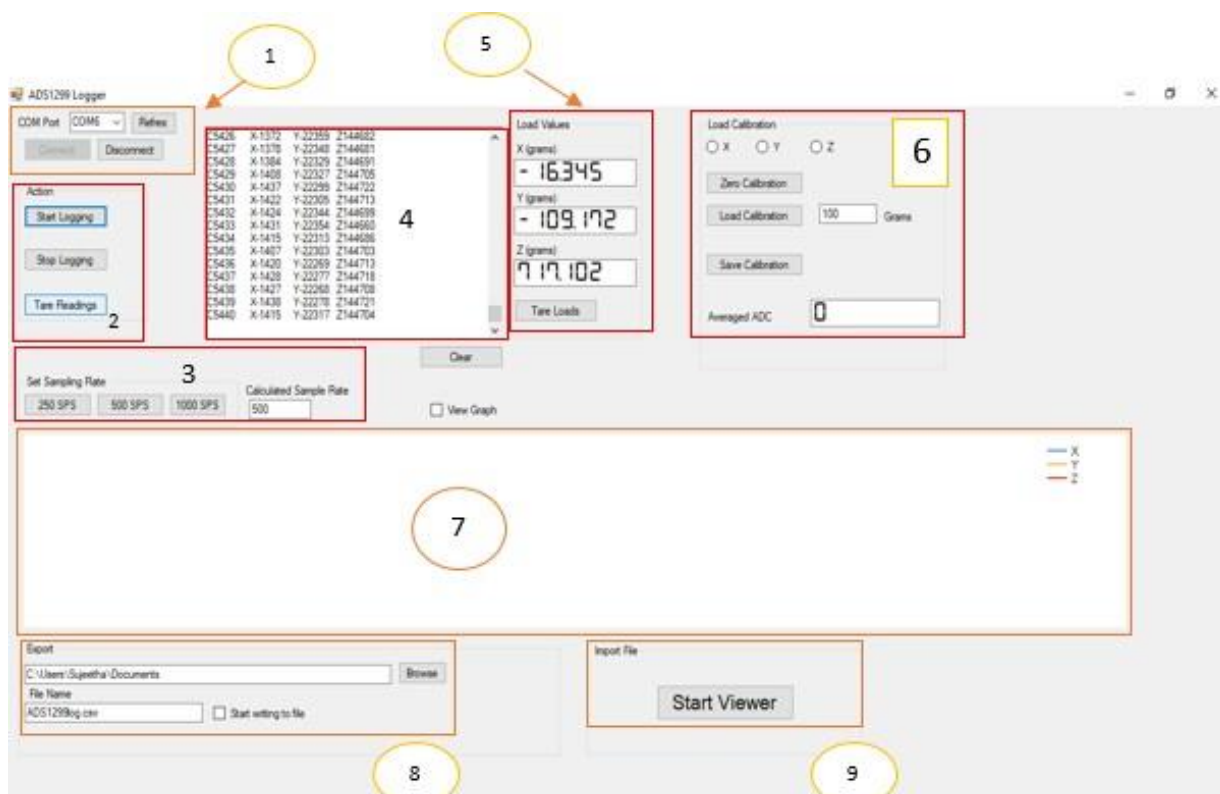 1
5
ADS1299 Logger
COM Port COM6 Refres
Connect Disconnect
Action
Start Logging
Stop Logging
Tare Readings
2
C5426 X-1372 Y-22359 Z144682
C5427 X-1378 Y-22348 Z144681
C5428 X-1384 Y-22329 Z144691
C5429 X-1408 Y-22327 Z144705
C5430 X-1437 Y-22299 Z144722
C5431 X-1422 Y-22305 Z144713
C5432 X-1424 Y-22344 Z144699
C5433 X-1431 Y-22354 Z144660
C5434 X-1415 Y-22313 Z144686
C5435 X-1407 Y-22303 Z144703
C5436 X-1420 Y-22269 Z144713
C5437 X-1428 Y-22277 Z144718
C5438 X-1427 Y-22268 Z144708
C5439 X-1438 Y-22278 Z144721
C5440 X-1415 Y-22317 Z144704
4
Clear
Load Values
X (grams)
- 16.345
Y (grams)
- 109.172
Z (grams)
717.102
Tare Loads
Load Calibration
X Y Z
6
Zero Calibration
Load Calibration 100 Grams
Save Calibration
Averaged ADC 0
3
Set Sampling Rate
250 SPS 500 SPS 1000 SPS
Calculated Sample Rate
500
View Graph
X
Y
Z
7
Export
C:\Users\Sujeetha\Documents Browse
File Name
ADS1299log.csv Start writing to file
8
Import File
Start Viewer
9